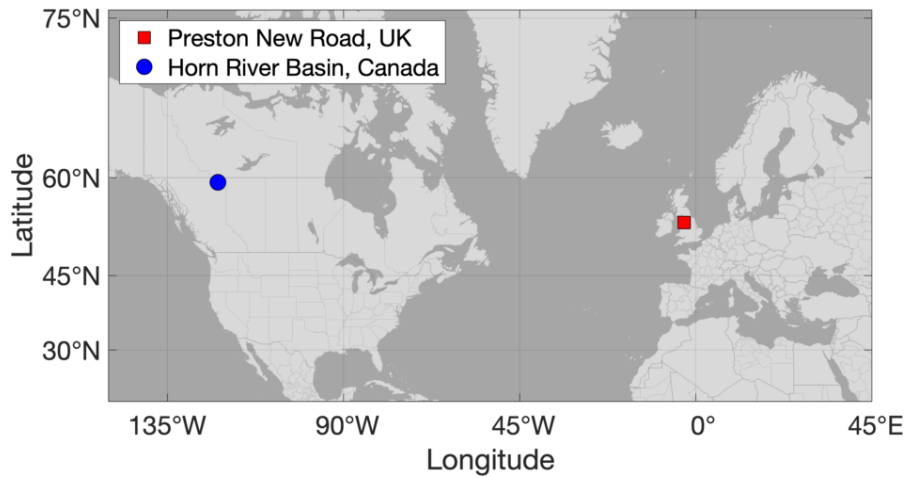 75°N
Preston New Road, UK
Horn River Basin, Canada
60°N
Latitude
45°N
30°N
135°W 90°W 45°W 0° 45°E
Longitude